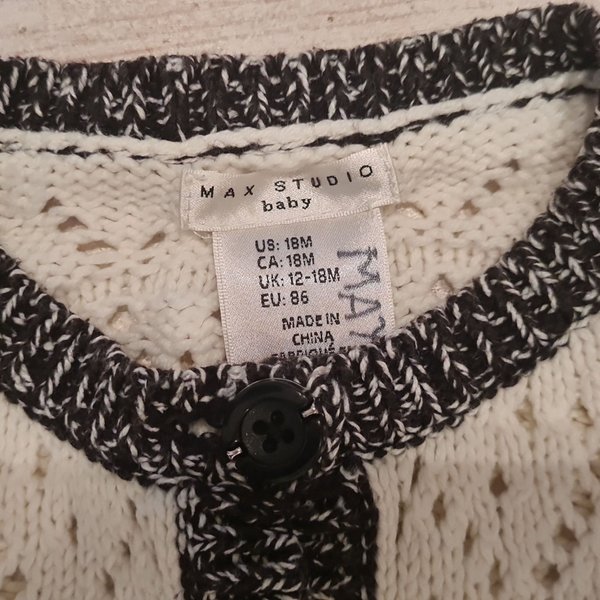 MAX STUDIO
baby
US: 18M
CA: 18M
UK: 12-18M
EU: 86
MADE IN
CHINA
MAY